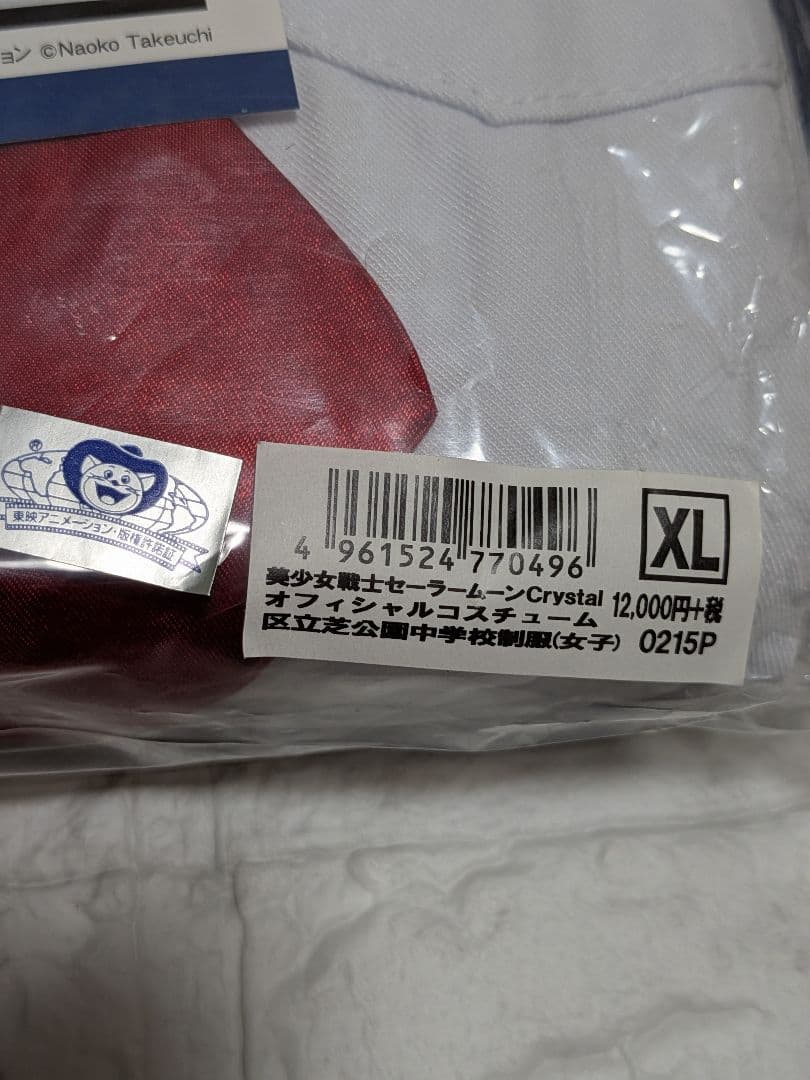 ョン ©Naoko Takeuchi
®
東映アニメーション・版権許諾証
4 961524 770496
XL
美少女戦士セーラームーンCrystal
オフィシャルコスチューム 12,000円+税
区立芝公園中学校制服(女子) 0215P